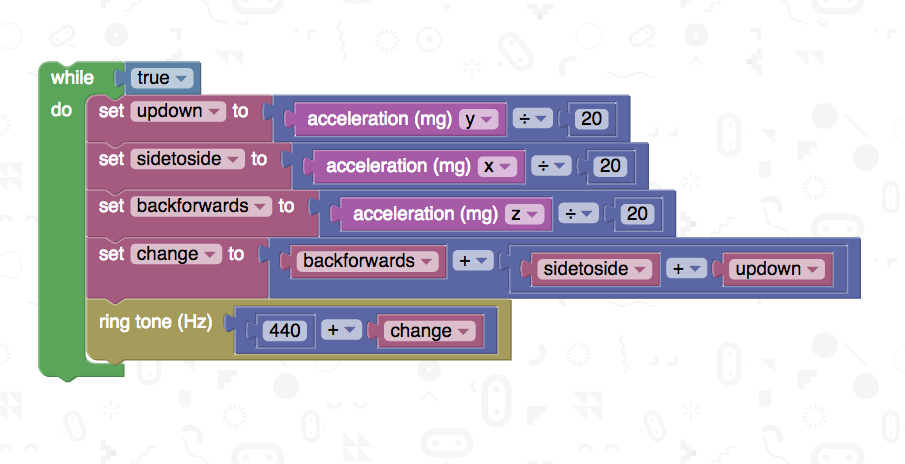 while true
do set updown to acceleration (mg) y ÷ 20
set sidetoside to acceleration (mg) x ÷ 20
set backforwards to acceleration (mg) z ÷ 20
set change to backforwards + sidetoside + updown
ring tone (Hz) 440 + change